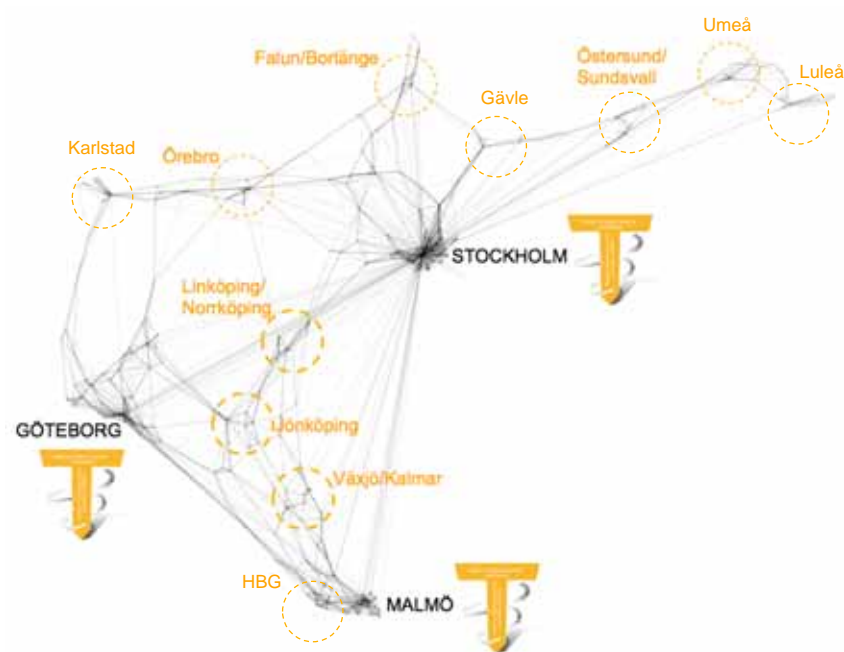 Umeå
Falun/Borlänge
Östersund/
Sundsvall
Luleå
Gävle
Karlstad
Örebro
STOCKHOLM
Linköping/
Norrköping
Jönköping
GÖTEBORG
Växjö/Kalmar
HBG
MALMÖ